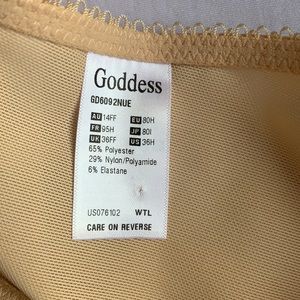 Goddess
GD6092NUE
AU 14FF EU 80H
FR 95H JP 80I
UK 36FF US 36H
65% Polyester
29% Nylon/Polyamide
6% Elastane
US076102 WTL
CARE ON REVERSE